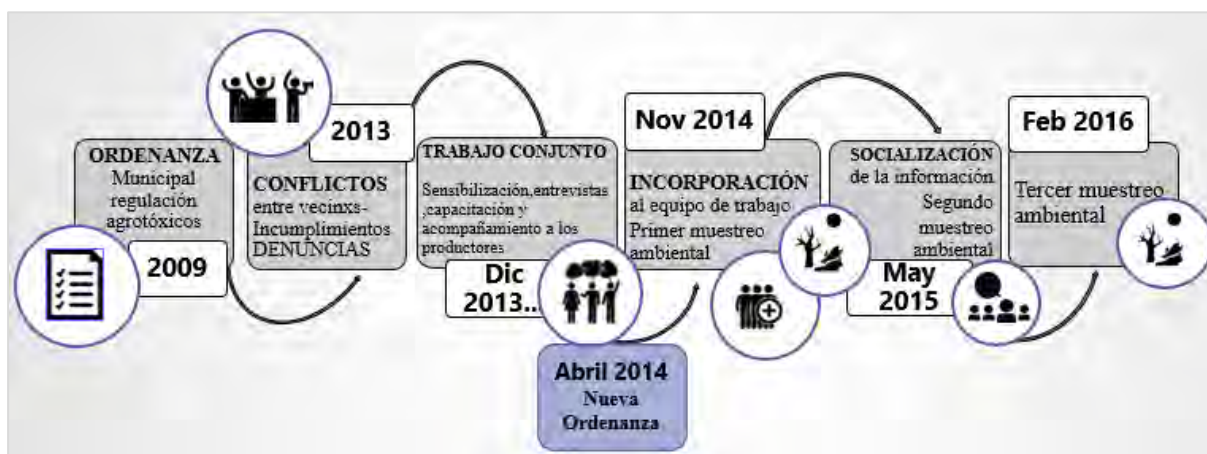 ORDENANZA
Municipal
regulación
agrotóxicos
2009
2013
CONFLICTOS
entre vecinxs-
Incumplimientos
DENUNCIAS
TRABAJO CONJUNTO
Sensibilización,entrevistas
,capacitación y
acompañamiento a los
productores
Dic
2013..
Abril 2014
Nueva
Ordenanza
Nov 2014
INCORPORACIÓN
al equipo de trabajo
Primer muestreo
ambiental
SOCIALIZACIÓN
de la información
Segundo
muestreo
ambiental
May
2015
Feb 2016
Tercer muestreo
ambiental